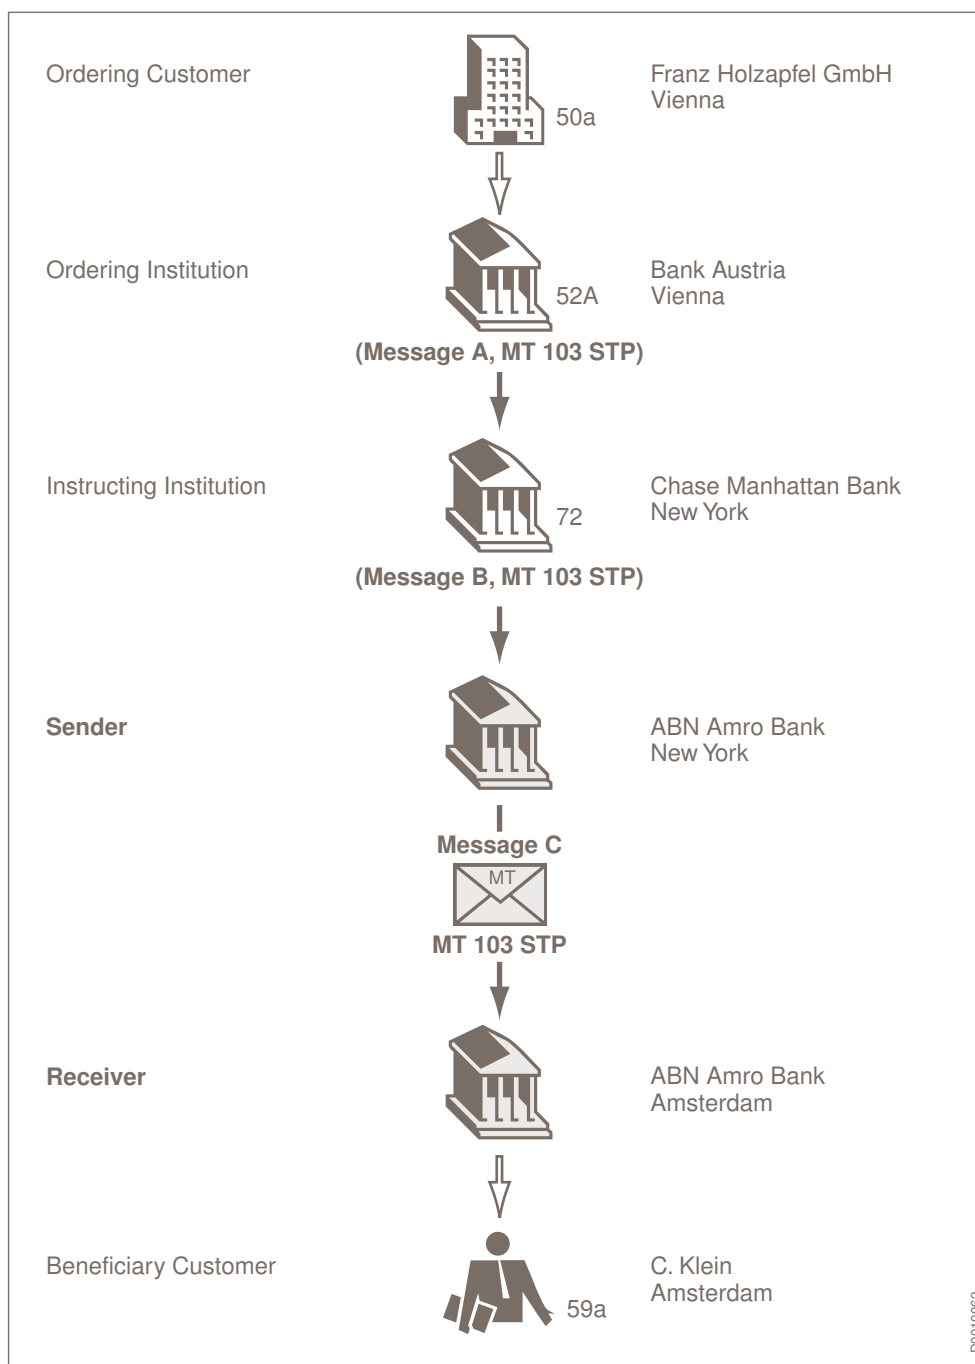 Ordering Customer
50a
Franz Holzapfel GmbH
Vienna
Ordering Institution
52A
Bank Austria
Vienna
(Message A, MT 103 STP)
Instructing Institution
72
Chase Manhattan Bank
New York
(Message B, MT 103 STP)
Sender
ABN Amro Bank
New York
Message C
MT
MT 103 STP
Receiver
ABN Amro Bank
Amsterdam
Beneficiary Customer
59a
C. Klein
Amsterdam